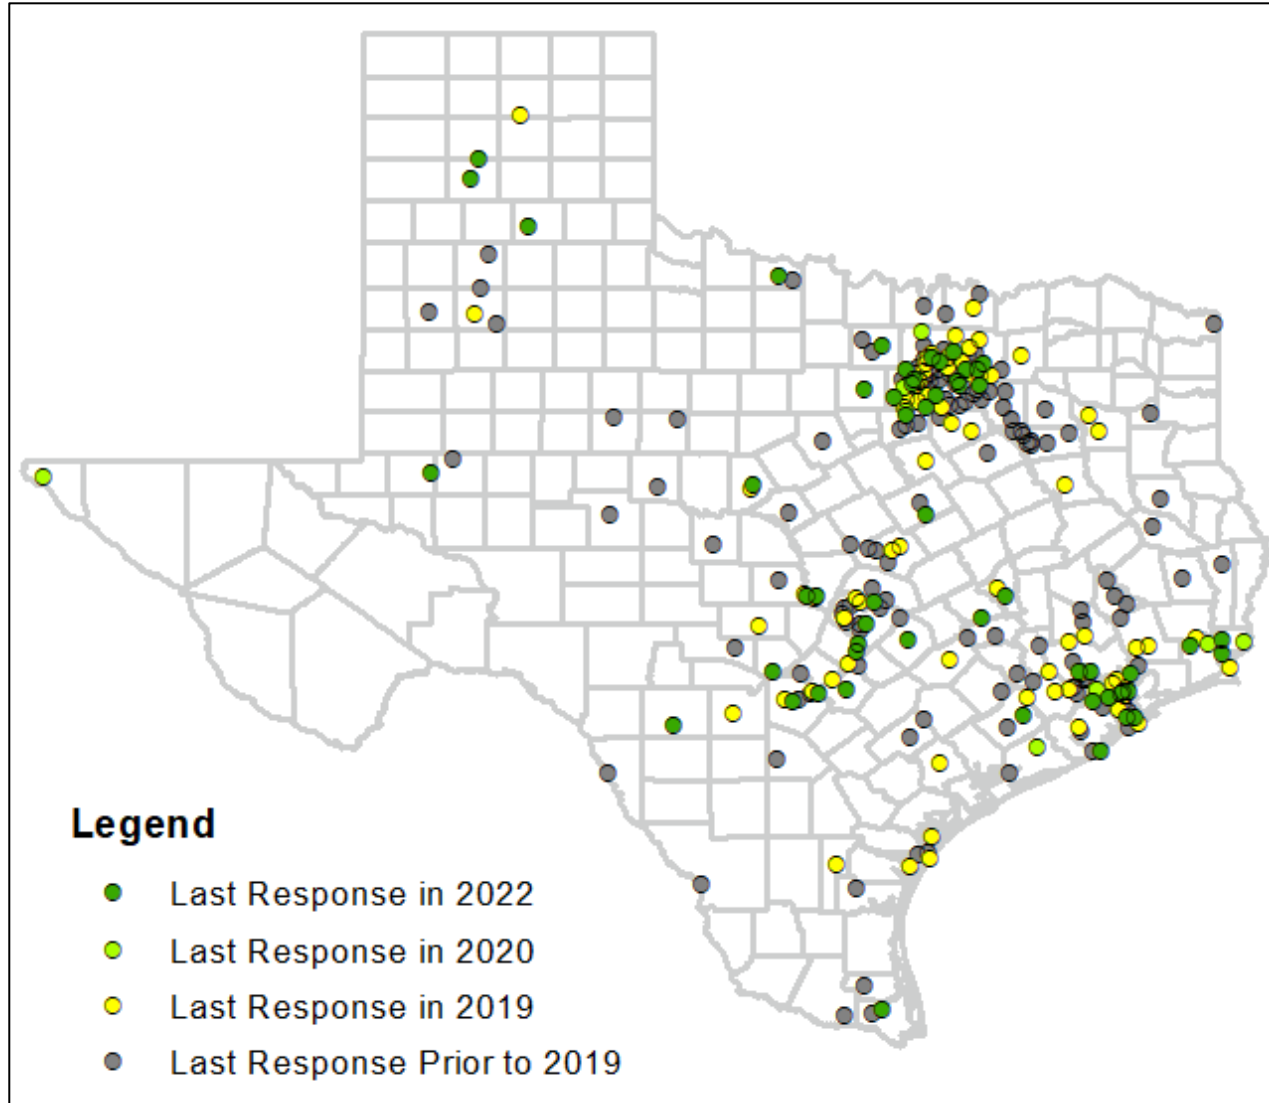 Legend
Last Response in 2022
Last Response in 2020
Last Response in 2019
Last Response Prior to 2019